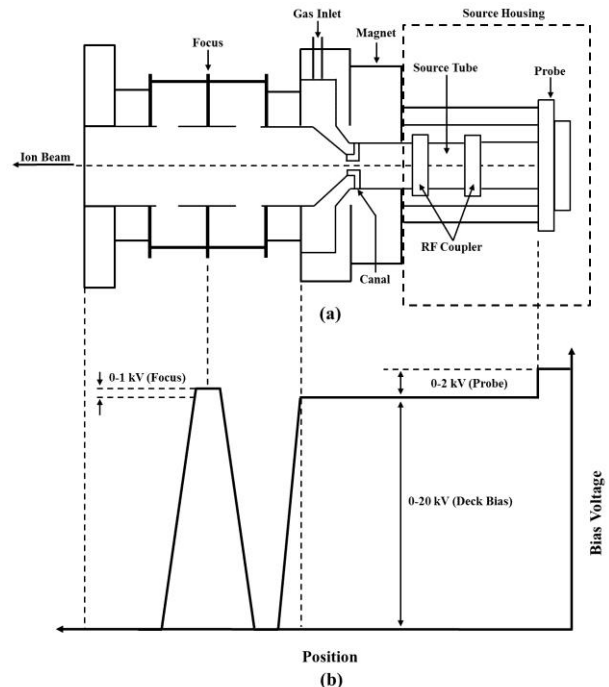 Source Housing
Gas Inlet
Magnet
Focus
Source Tube
Probe
Ion Beam
RF Coupler
Canal
(a)
0-1 kV (Focus)
0-2 kV (Probe)
0-20 kV (Deck Bias)
Bias Voltage
Position
(b)